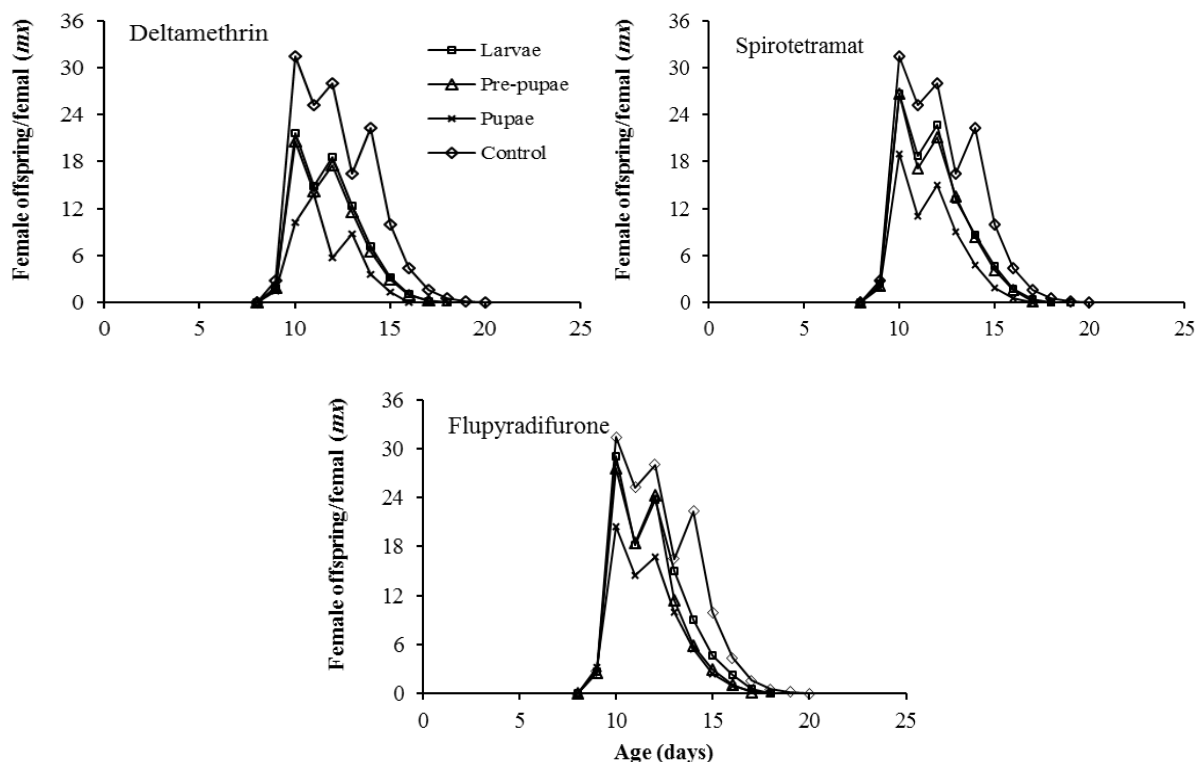 Deltamethrin
Female offspring/femal (mx)
36
30
24
18
12
6
0
0 5 10 15 20 25
Larvae
Pre-pupae
Pupae
Control
Spirotetramat
Female offspring/femal (mx)
36
30
24
18
12
6
0
0 5 10 15 20 25
Flupyradifurone
Female offspring/femal (mx)
36
30
24
18
12
6
0
0 5 10 15 20 25
Age (days)